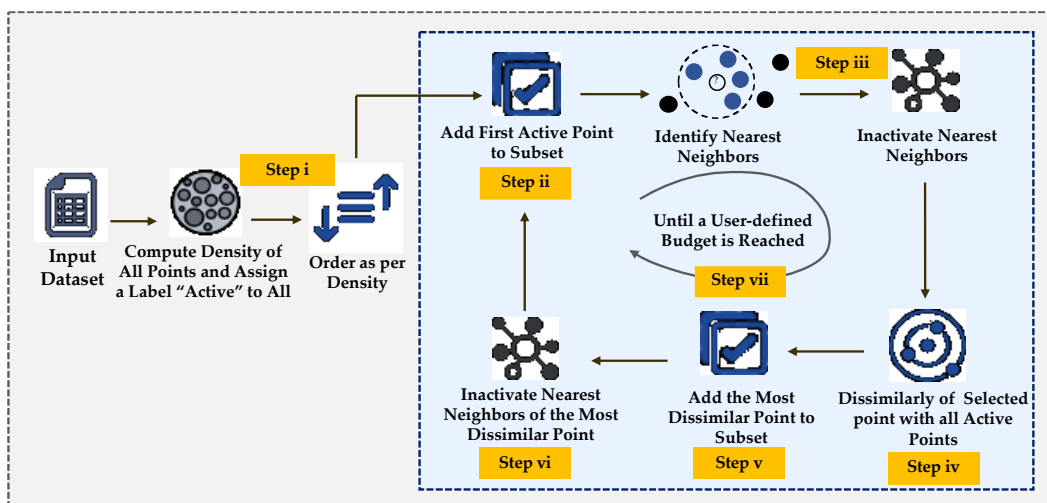 Input
Dataset
Compute Density of
All Points and Assign
a Label “Active” to All
Step i
Order as per
Density
Add First Active Point
to Subset
Step ii
?
Identify Nearest
Neighbors
Step iii
Inactivate Nearest
Neighbors
Dissimilarly of Selected
point with all Active
Points
Step iv
Add the Most
Dissimilar Point to
Subset
Step v
Inactivate Nearest
Neighbors of the Most
Dissimilar Point
Step vi
Until a User-defined
Budget is Reached
Step vii